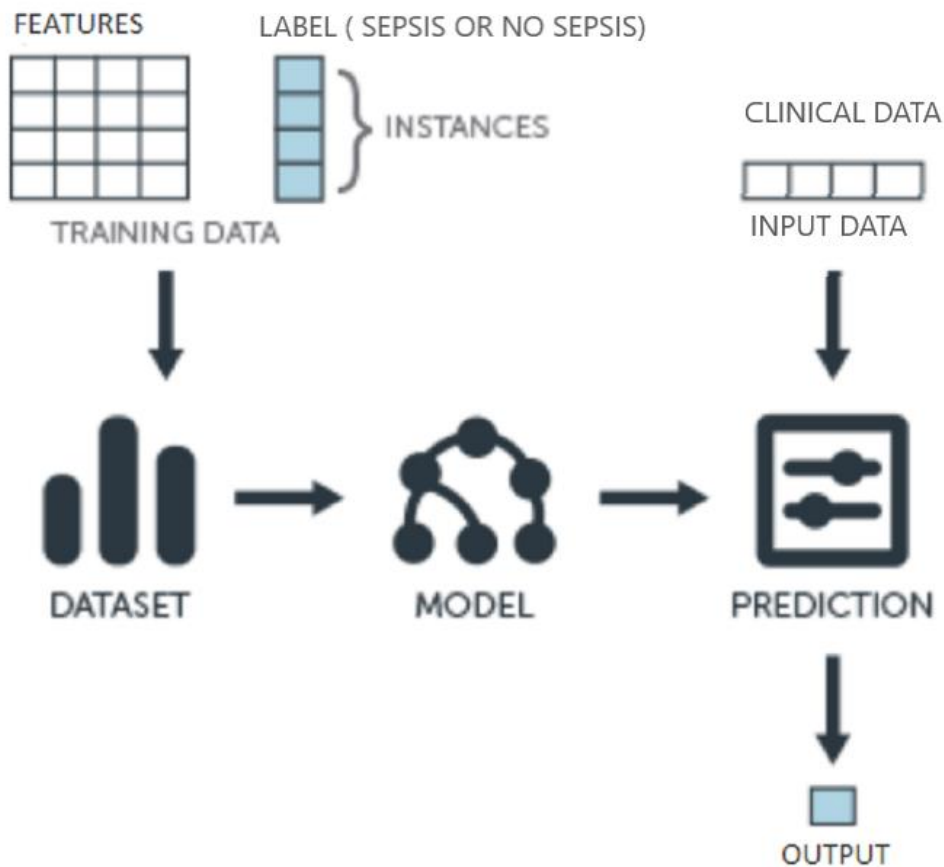 FEATURES
LABEL ( SEPSIS OR NO SEPSIS)
INSTANCES
TRAINING DATA
CLINICAL DATA
INPUT DATA
DATASET
MODEL
PREDICTION
OUTPUT